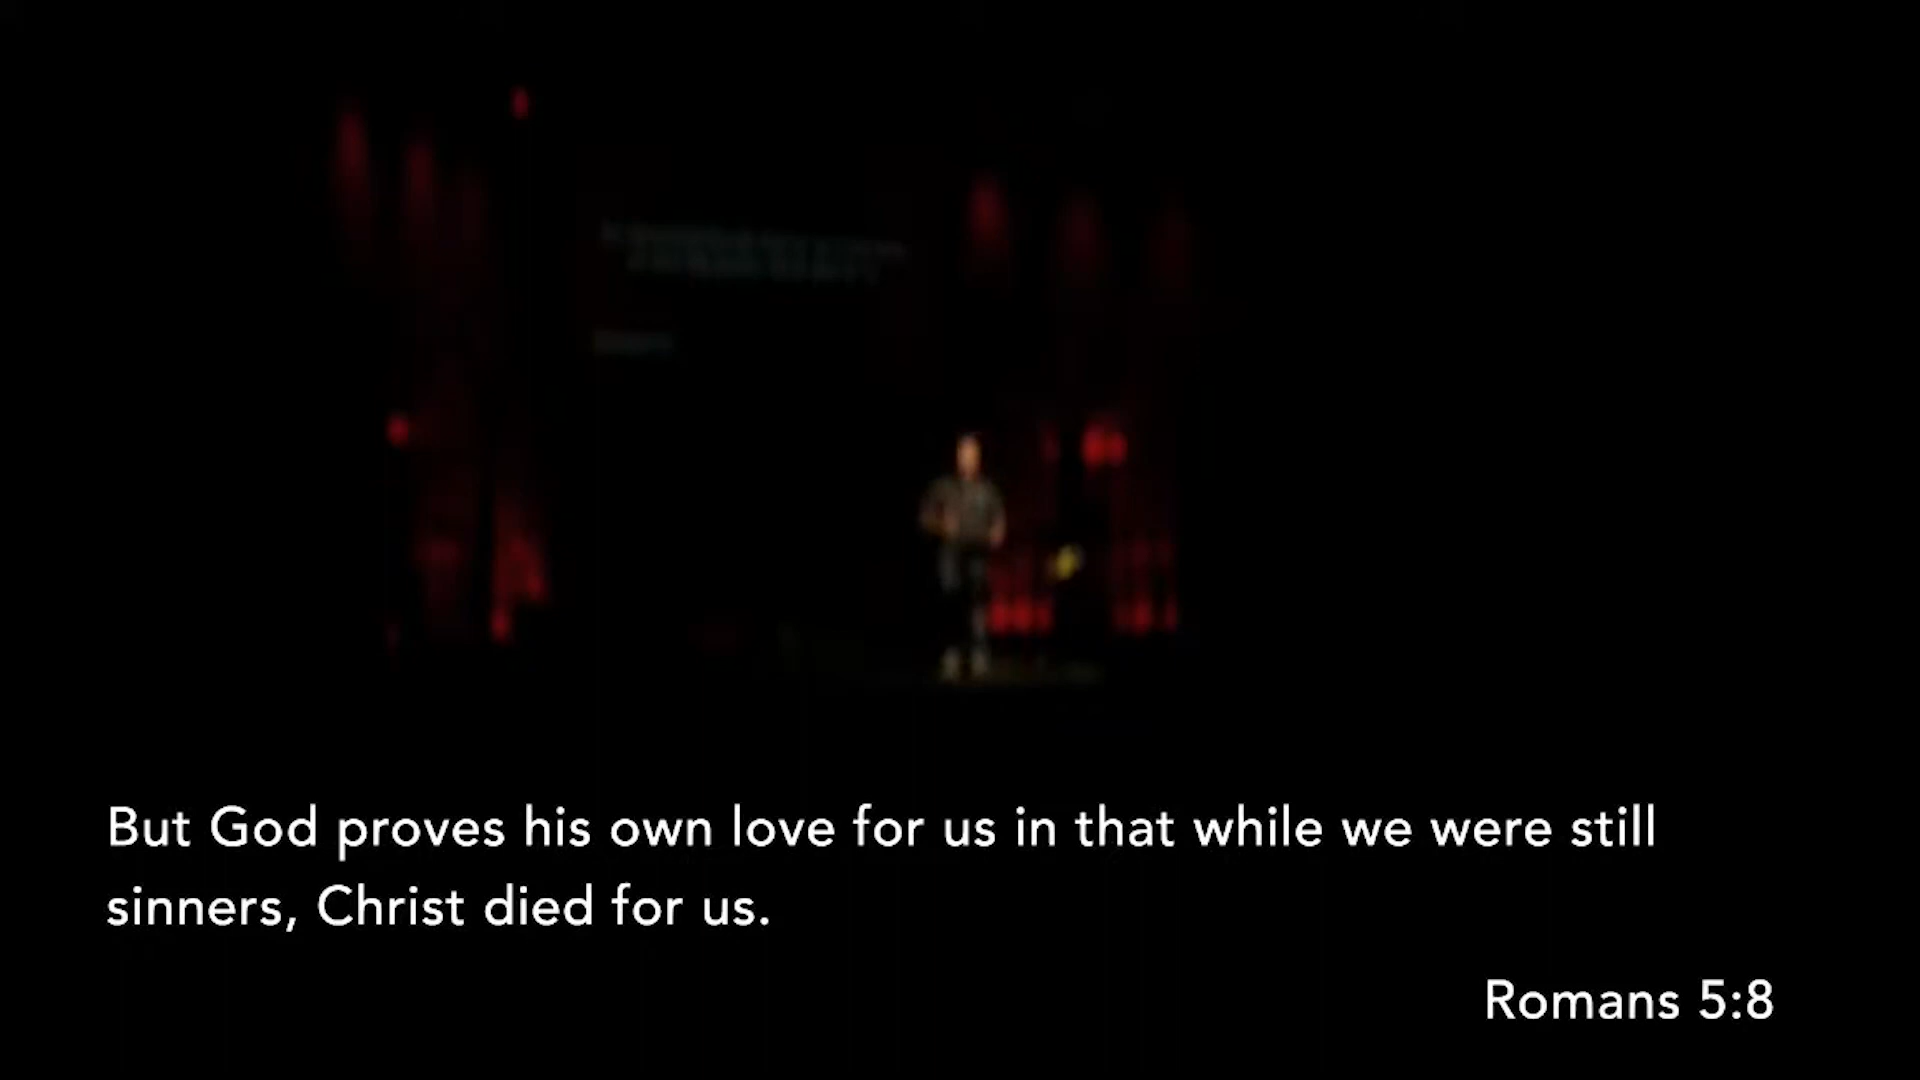 But God proves his own love for us in that while we were still
sinners, Christ died for us.
Romans 5:8